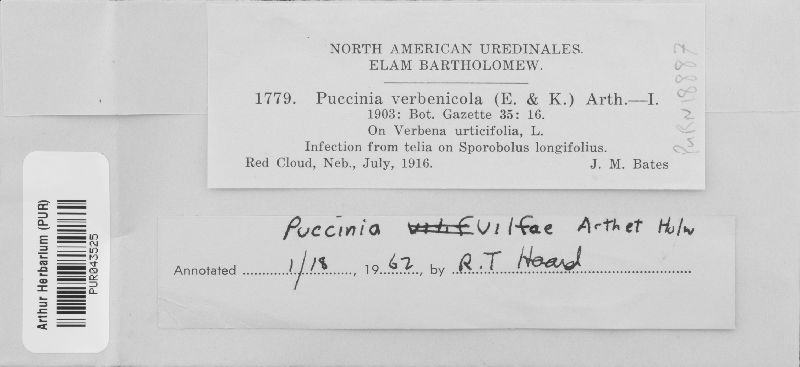 NORTH AMERICAN UREDINALES.
ELAM BARTHOLOMEW.
1779. Puccinia verbenicola (E. & K.) Arth.—I.
1903: Bot. Gazette 35: 16.
On Verbena urticifolia, L.
Infection from telia on Sporobolus longifolius.
Red Cloud, Neb., July, 1916. J. M. Bates
PURN18887
Arthur Herbarium (PUR)
PUR043525
Puccinia Vilfae Arth et Holw
Annotated 1/18, 1962, by R.T Hoard